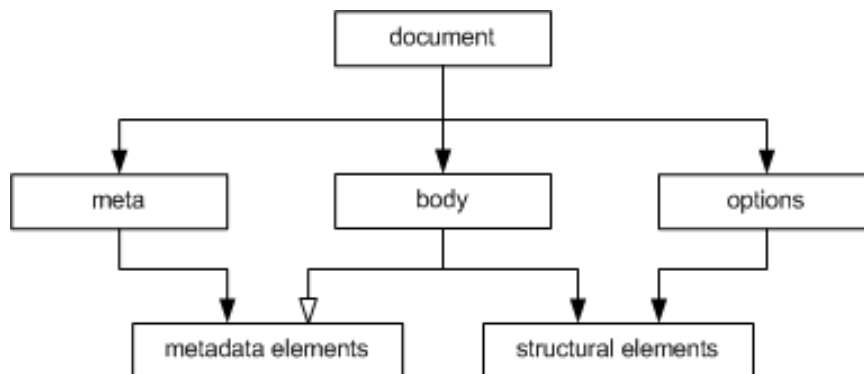 document
meta
body
options
metadata elements
structural elements